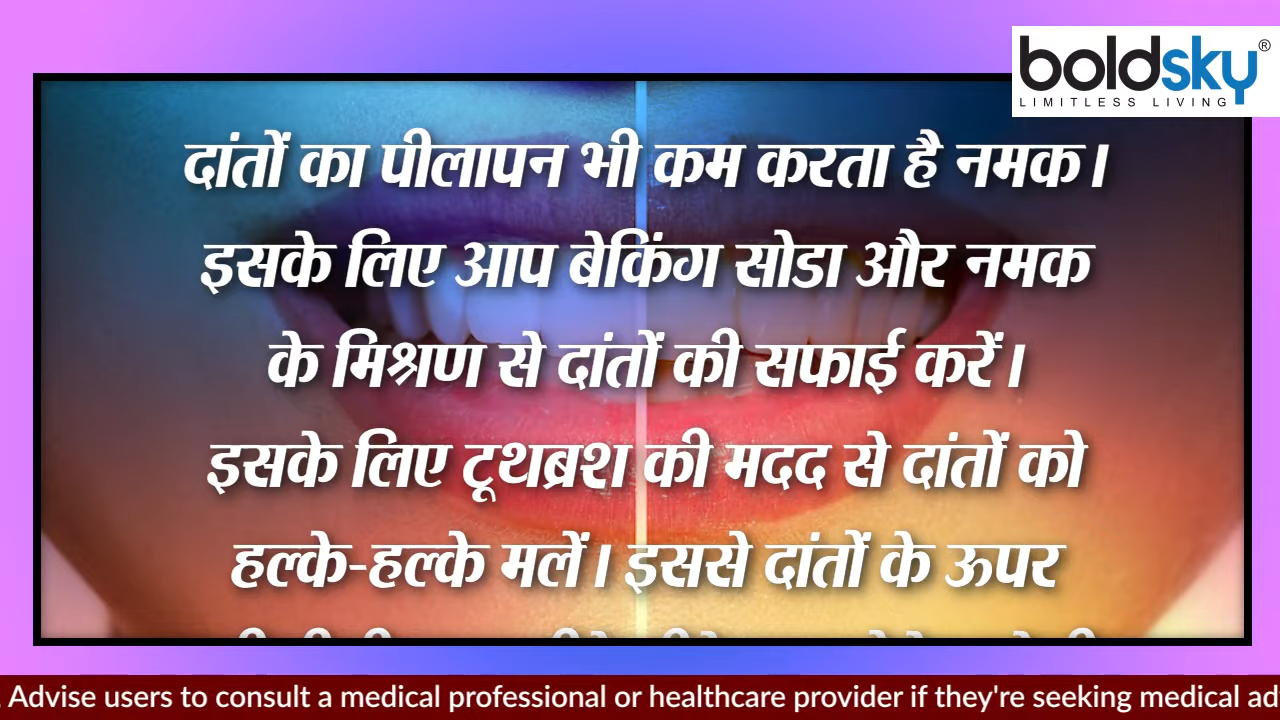 boldsky®
LIMITLESS LIVING
दांतों का पीलापन भी कम करता है नमक।
इसके लिए आप बेकिंग सोडा और नमक
के मिश्रण से दांतों की सफाई करें।
इसके लिए टूथब्रश की मदद से दांतों को
हल्के-हल्के मलें। इससे दांतों के ऊपर
Advise users to consult a medical professional or healthcare provider if they're seeking medical ad